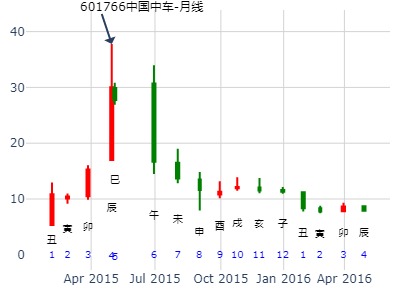 601766中国中车-月线
40
30
20
10
0
巳
辰
午
未
申
酉
戌
亥
子
丑
寅
卯
丑
寅
卯
辰
1 2 3 4 5 6 7 8 9 10 11 12 1 2 3 4
Apr 2015 Jul 2015 Oct 2015 Jan 2016 Apr 2016